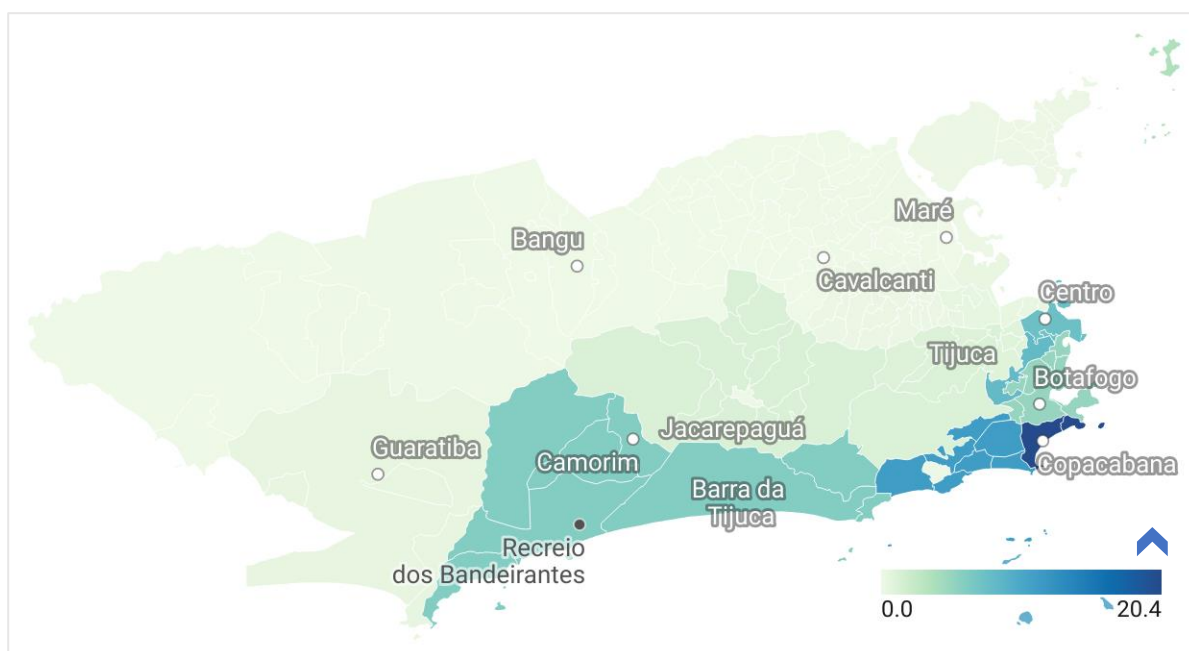 Maré
Bangu
Cavalcanti
Centro
Tijuca
Botafogo
Jacarepaguá
Guaratiba
Camorim
Copacabana
Barra da
Tijuca
Recreio
dos Bandeirantes
0.0
20.4